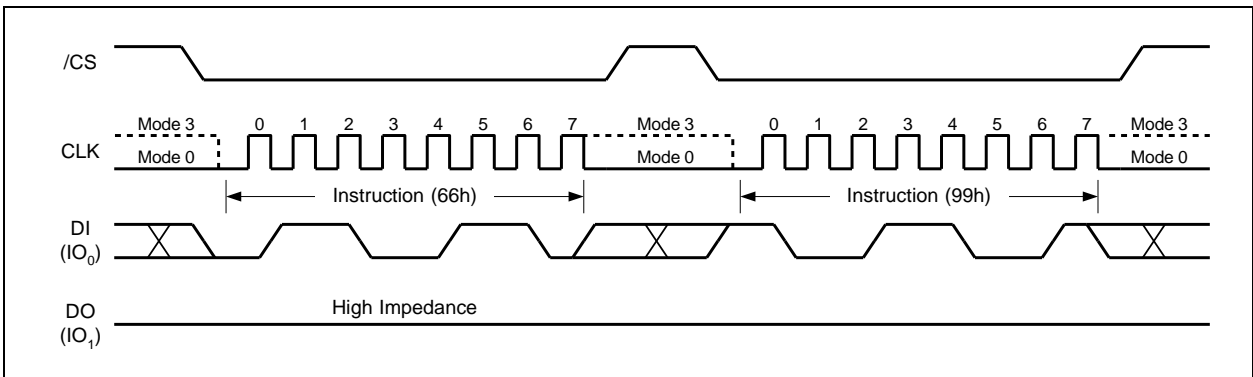 /CS
Mode 3 0 1 2 3 4 5 6 7 Mode 3 0 1 2 3 4 5 6 7 Mode 3
CLK
Mode 0 Mode 0 Mode 0
Instruction (66h) Instruction (99h)
DI
(IO₀)
High Impedance
DO
(IO₁)